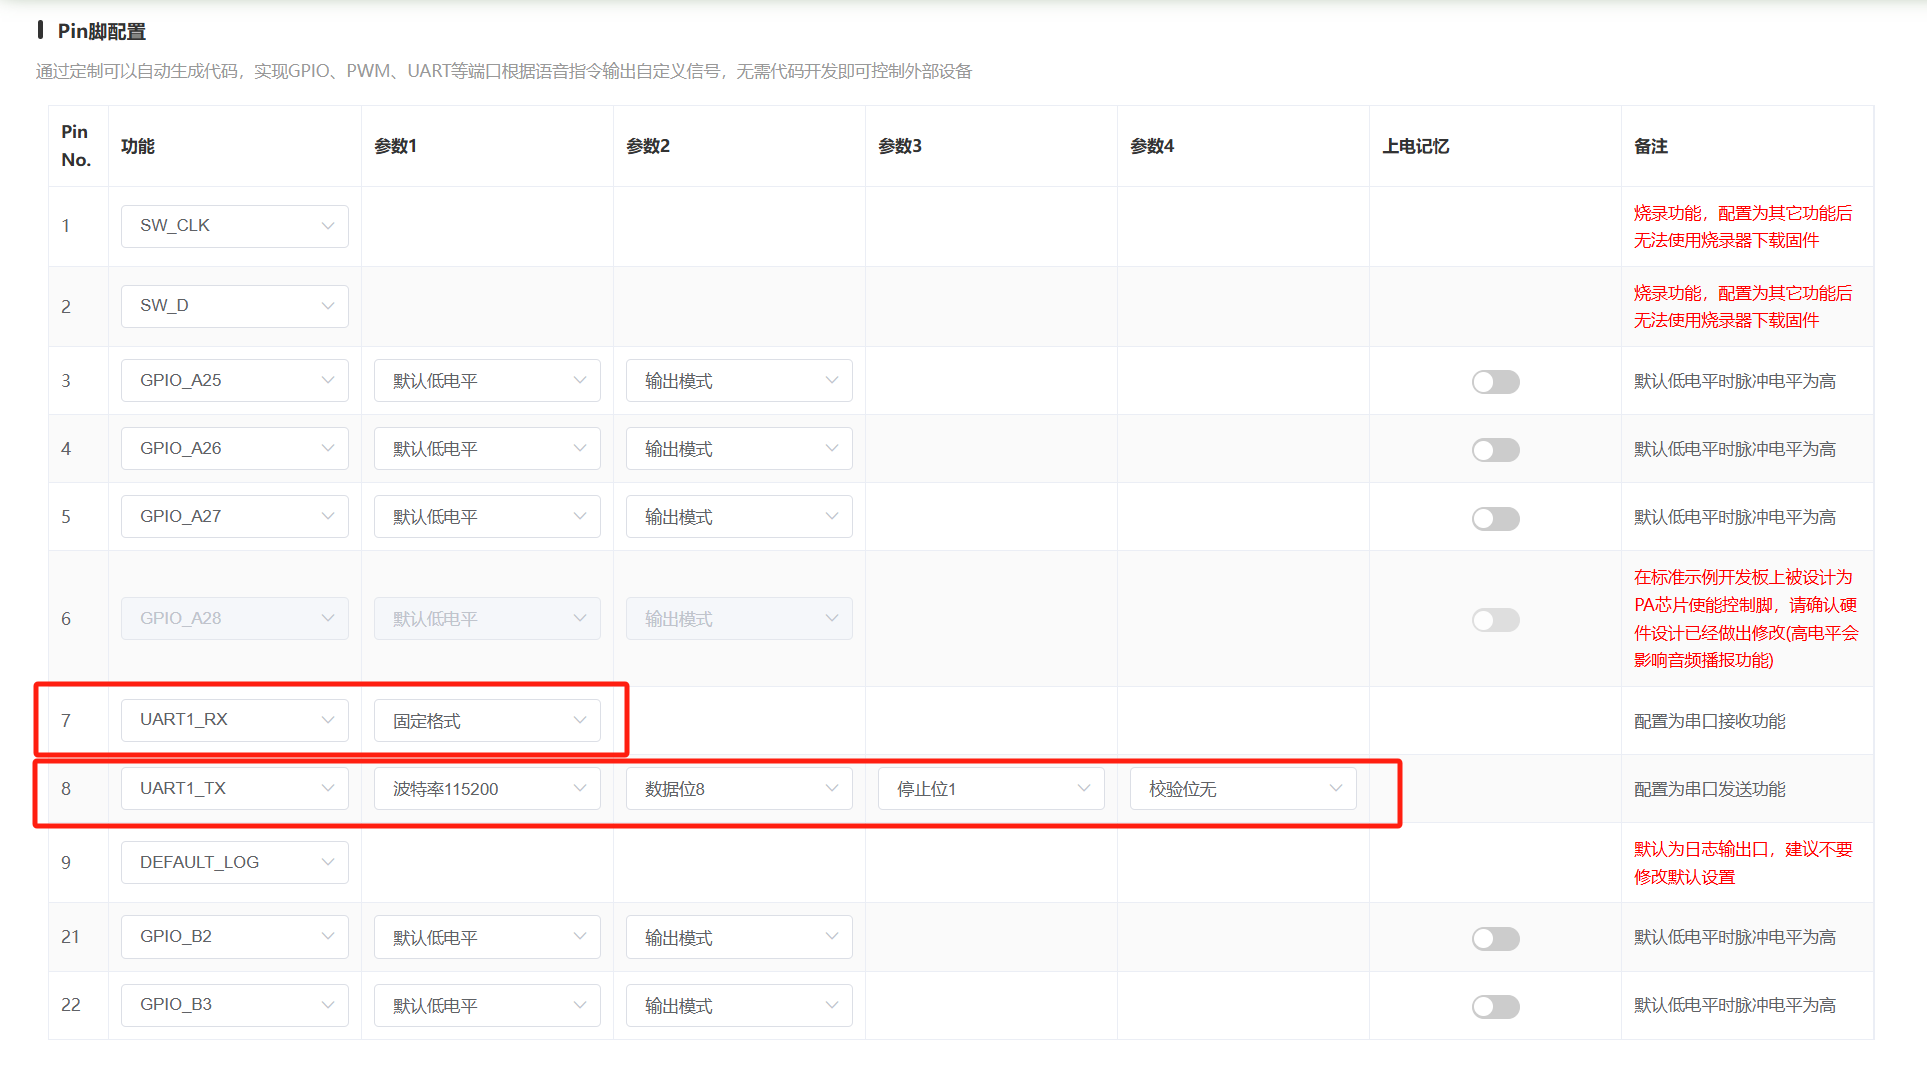 Pin脚配置
通过定制可以自动生成代码，实现GPIO、PWM、UART等端口根据语音指令输出自定义信号，无需代码开发即可控制外部设备
Pin No. 功能 参数1 参数2 参数3 参数4 上电记忆 备注
1 SW_CLK 烧录功能，配置为其它功能后
无法使用烧录器下载固件
2 SW_D 烧录功能，配置为其它功能后
无法使用烧录器下载固件
3 GPIO_A25 默认低电平 输出模式 默认低电平时脉冲电平为高
4 GPIO_A26 默认低电平 输出模式 默认低电平时脉冲电平为高
5 GPIO_A27 默认低电平 输出模式 默认低电平时脉冲电平为高
6 GPIO_A28 默认低电平 输出模式 在标准示例开发板上被设计为
PA芯片使能控制脚，请确认硬
件设计已经做出修改(高电平会
影响音频播报功能)
7 UART1_RX 固定格式 配置为串口接收功能
8 UART1_TX 波特率115200 数据位8 停止位1 校验位无 配置为串口发送功能
9 DEFAULT_LOG 默认为日志输出口，建议不要
修改默认设置
21 GPIO_B2 默认低电平 输出模式 默认低电平时脉冲电平为高
22 GPIO_B3 默认低电平 输出模式 默认低电平时脉冲电平为高